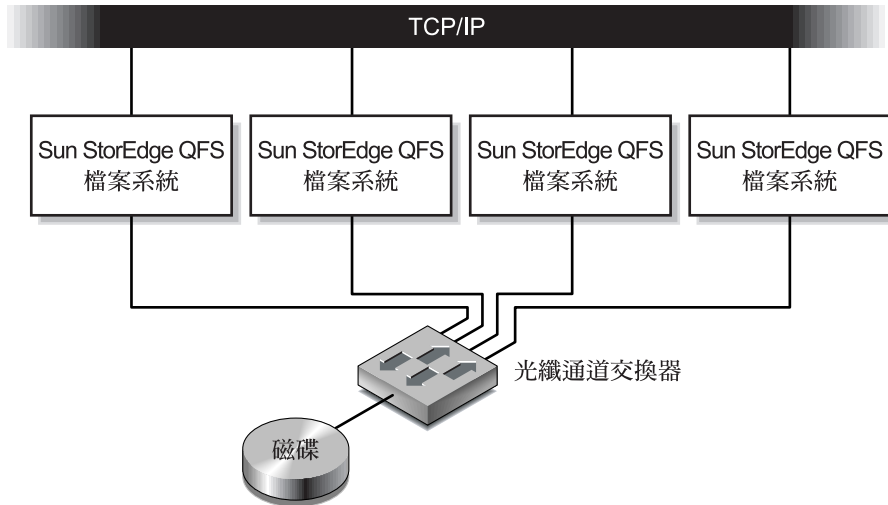 TCP/IP
Sun StorEdge QFS
檔案系統
Sun StorEdge QFS
檔案系統
Sun StorEdge QFS
檔案系統
Sun StorEdge QFS
檔案系統
光纖通道交換器
磁碟